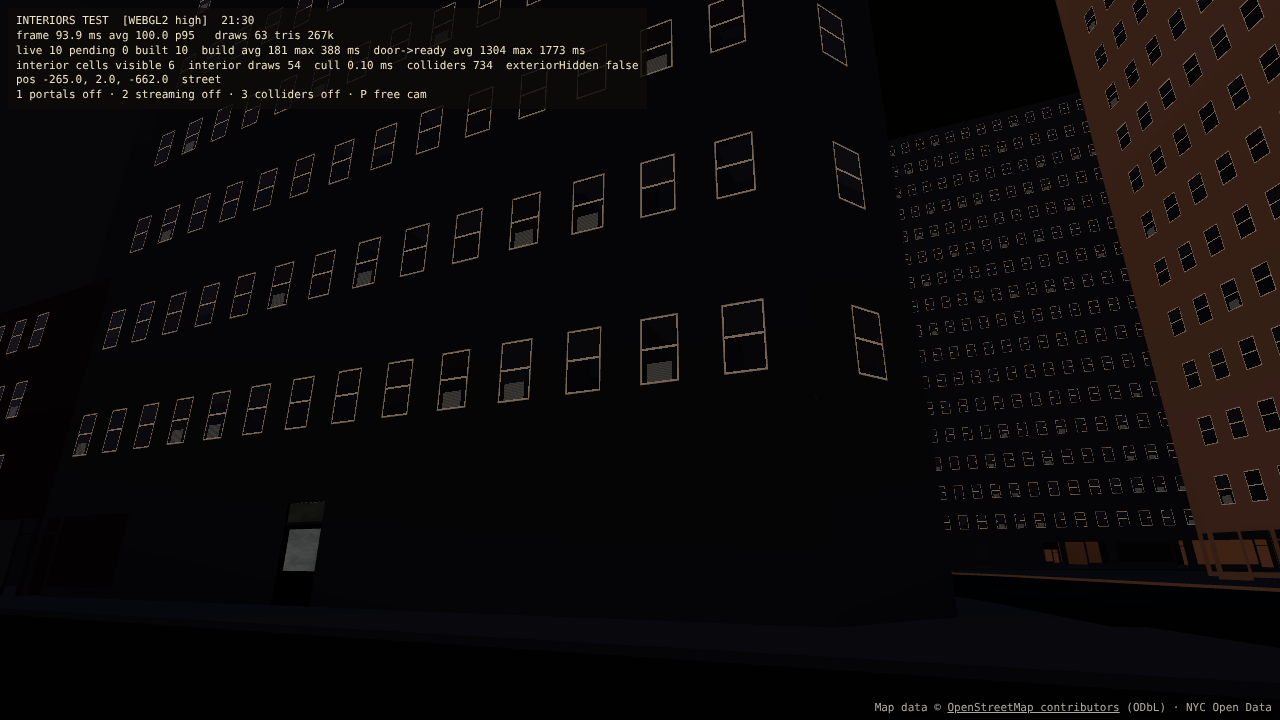 INTERIORS TEST  [WEBGL2 high]  21:30
frame 93.9 ms avg 100.0 p95   draws 63 tris 267k
live 10 pending 0 built 10  build avg 181 max 388 ms  door->ready avg 1304 max 1773 ms
interior cells visible 6  interior draws 54  cull 0.10 ms  colliders 734  exteriorHidden false
pos -265.0, 2.0, -662.0  street
1 portals off · 2 streaming off · 3 colliders off · P free cam
Map data © OpenStreetMap contributors (ODbL) · NYC Open Data